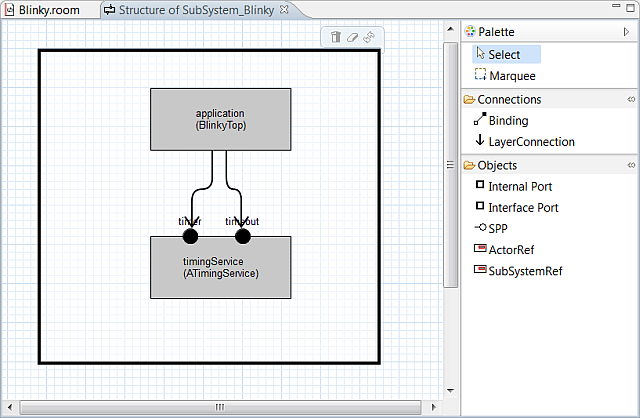 Blinky.room
Structure of SubSystem_Blinky
Palette
Select
Marquee
Connections
Binding
LayerConnection
Objects
Internal Port
Interface Port
SPP
ActorRef
SubSystemRef
application
(BlinkyTop)
timer
timeout
timingService
(ATimingService)